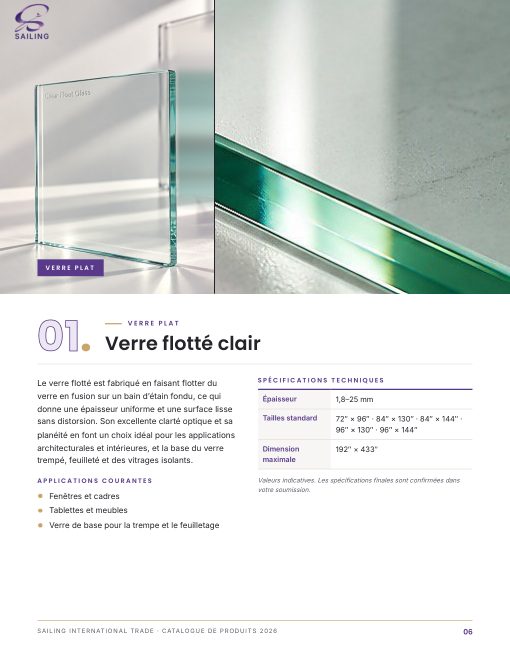 SAILING
Clear Float Glass
VERRE PLAT
01.
VERRE PLAT
Verre flotté clair
Le verre flotté est fabriqué en faisant flotter du
verre en fusion sur un bain d'étain fondu, ce qui
donne une épaisseur uniforme et une surface lisse
sans distorsion. Son excellente clarté optique et sa
planéité en font un choix idéal pour les applications
architecturales et intérieures, et la base du verre
trempé, feuilleté et des vitrages isolants.
APPLICATIONS COURANTES
Fenêtres et cadres
Tablettes et meubles
Verre de base pour la trempe et le feuilletage
SPÉCIFICATIONS TECHNIQUES
Épaisseur 1,8–25 mm
Tailles standard 72" × 96" · 84" × 130" · 84" × 144" ·
96" × 130" · 96" × 144"
Dimension 192" × 433"
maximale
Valeurs indicatives. Les spécifications finales sont confirmées dans
votre soumission.
SAILING INTERNATIONAL TRADE · CATALOGUE DE PRODUITS 2026
06